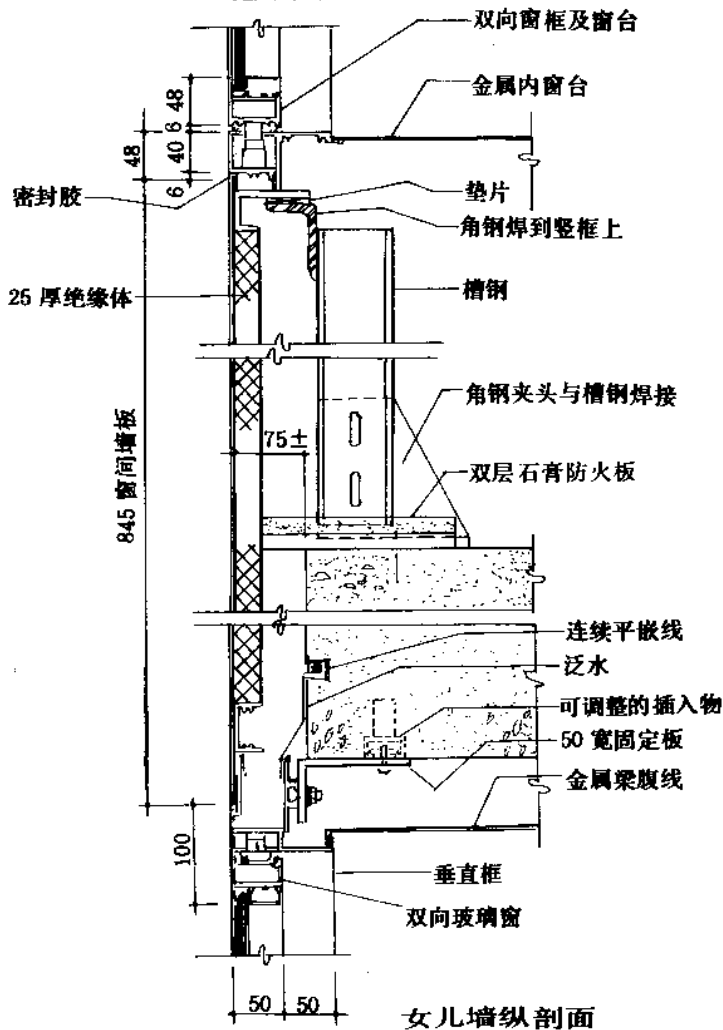 双向窗框及窗台
金属内窗台
48
6
40
48
6
密封胶
垫片
角钢焊到竖框上
25 厚绝缘体
槽钢
角钢夹头与槽钢焊接
75±
双层石膏防火板
845 窗间墙板
连续平嵌线
泛水
可调整的插入物
50 宽固定板
金属梁腹线
100
垂直框
双向玻璃窗
50
50
女儿墙纵剖面